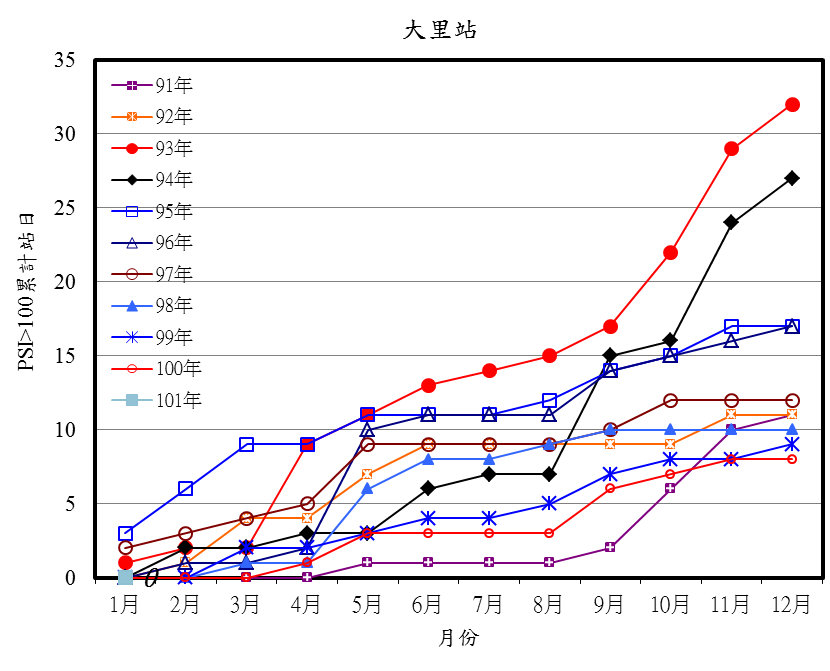 大里站
PSI>100累計站日
35
30
25
20
15
10
5
0
91年
92年
93年
94年
95年
96年
97年
98年
99年
100年
101年
0
1月 2月 3月 4月 5月 6月 7月 8月 9月 10月 11月 12月
月份